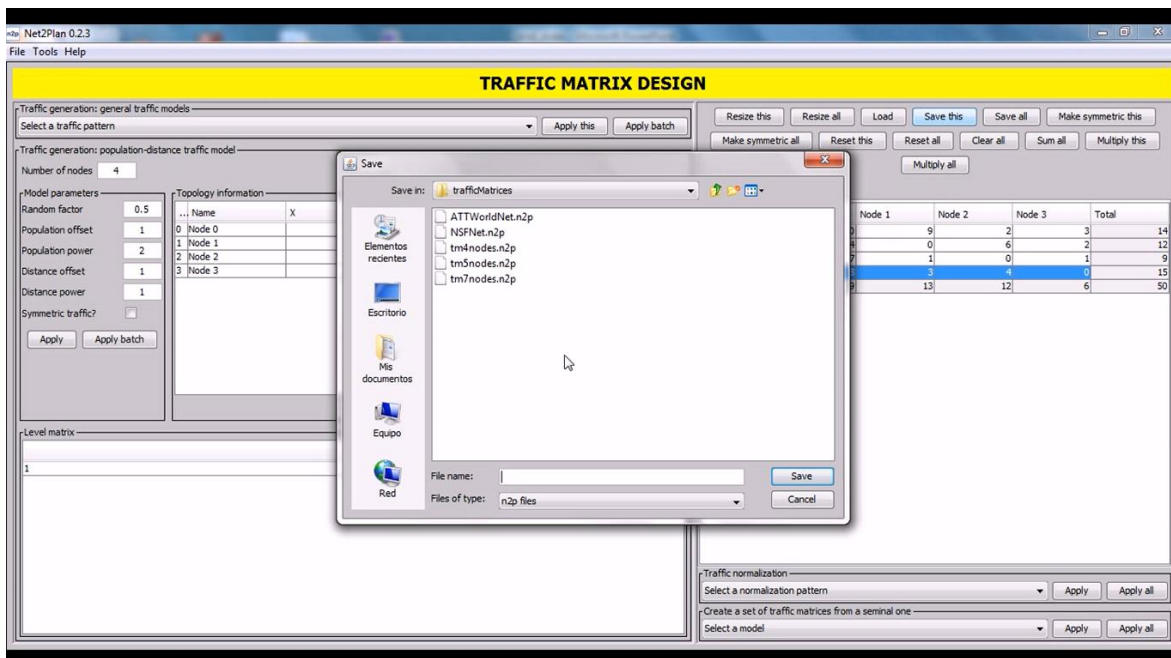 n2p Net2Plan 0.2.3
File Tools Help
TRAFFIC MATRIX DESIGN
Traffic generation: general traffic models
Select a traffic pattern
Apply this
Apply batch
Traffic generation: population-distance traffic model
Number of nodes 4
Model parameters
Random factor 0.5
Population offset 1
Population power 2
Distance offset 1
Distance power 1
Symmetric traffic?
Apply
Apply batch
Topology information
... Name X
0 Node 0
1 Node 1
2 Node 2
3 Node 3
Level matrix
1
Save
Save in: trafficMatrices
Elementos recientes
Escritorio
Mis documentos
Equipo
Red
ATTWorldNet.n2p
NSFNet.n2p
tm4nodes.n2p
tm5nodes.n2p
tm7nodes.n2p
File name:
Save
Files of type: n2p files
Cancel
Resize this
Resize all
Load
Save this
Save all
Make symmetric this
Make symmetric all
Reset this
Reset all
Clear all
Sum all
Multiply this
Multiply all
Node 1 Node 2 Node 3 Total
9 2 3 14
0 6 2 12
1 0 1 9
3 4 0 15
13 12 6 50
Traffic normalization
Select a normalization pattern
Apply
Apply all
Create a set of traffic matrices from a seminal one
Select a model
Apply
Apply all